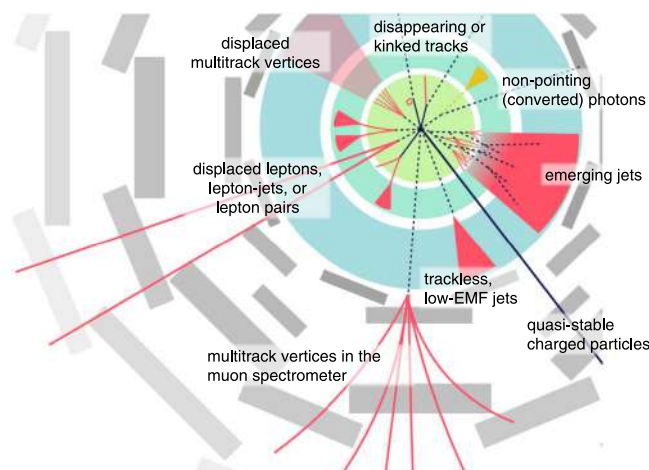 disappearing or
kinked tracks
displaced
multitrack vertices
non-pointing
(converted) photons
displaced leptons,
lepton-jets, or
lepton pairs
emerging jets
trackless,
low-EMF jets
quasi-stable
charged particles
multitrack vertices in the
muon spectrometer